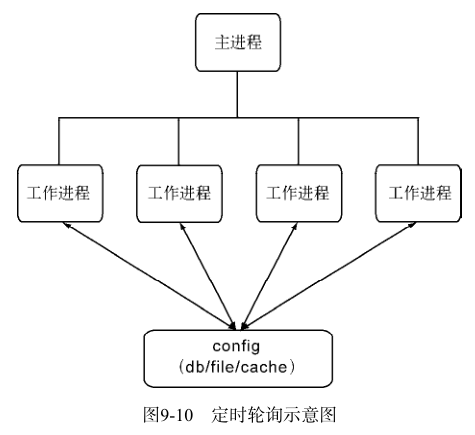 主进程
工作进程 工作进程 工作进程 工作进程
config
(db/file/cache)
图9-10 定时轮询示意图